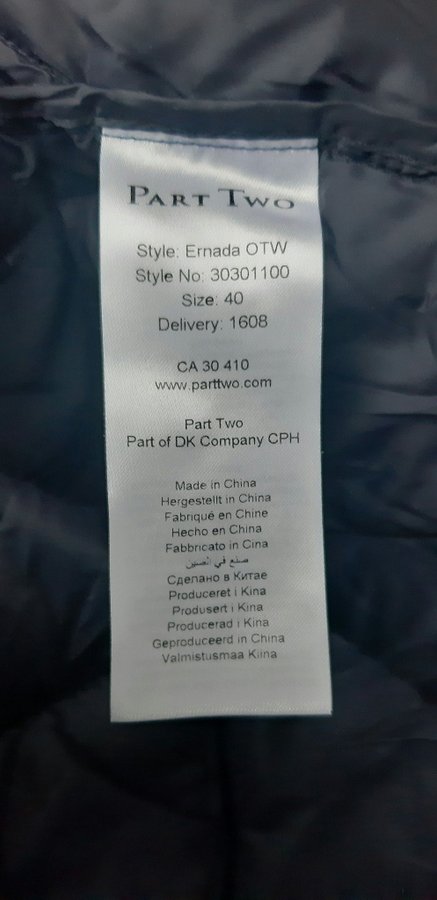 PART TWO
Style: Ernada OTW
Style No: 30301100
Size: 40
Delivery: 1608
CA 30 410
www.parttwo.com
Part Two
Part of DK Company CPH
Made in China
Hergestellt in China
Fabriqué en Chine
Hecho en China
Fabbricato in Cina
صنع في الصين
Сделано в Китае
Produceret i Kina
Produsert i Kina
Producerad i Kina
Geproduceerd in China
Valmistusmaa Kiina